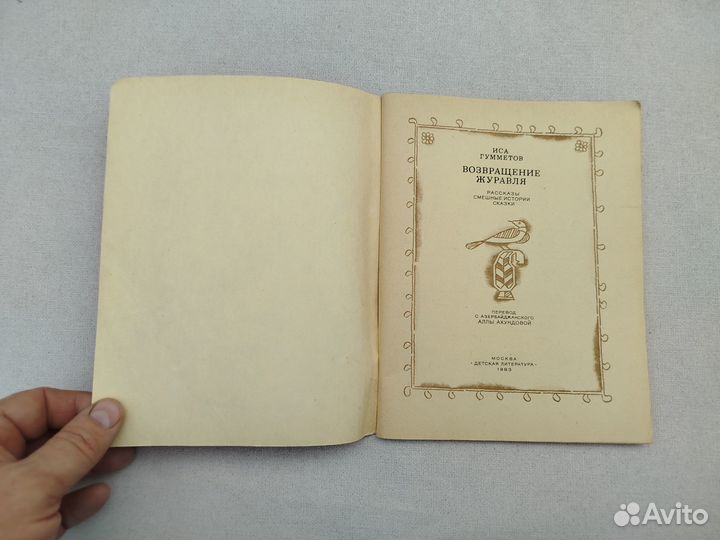 ИСА
ГУММЕТОВ
ВОЗВРАЩЕНИЕ
ЖУРАВЛЯ
РАССКАЗЫ
СМЕШНЫЕ ИСТОРИИ
СКАЗКИ
ПЕРЕВОД
С АЗЕРБАЙДЖАНСКОГО
АЛЛЫ АХУНДОВОЙ
МОСКВА
«ДЕТСКАЯ ЛИТЕРАТУРА»
1983
Avito